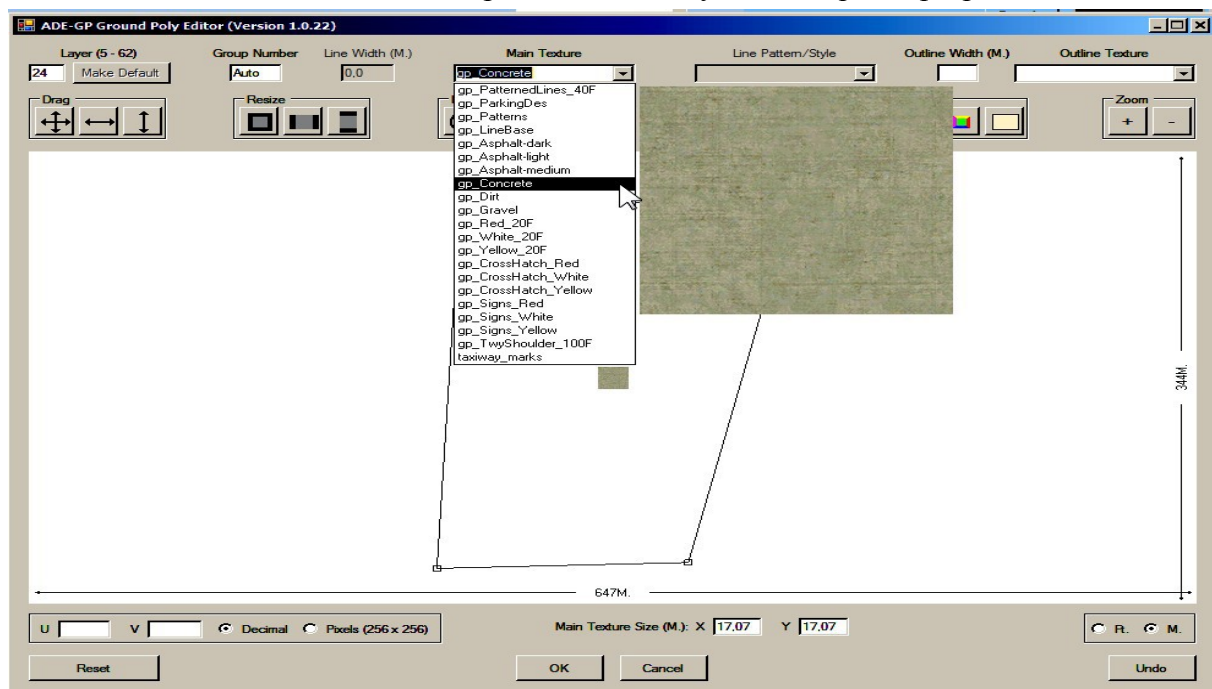 ADE-GP Ground Poly Editor (Version 1.0.22)
Layer (5 - 62) Group Number Line Width (M.) Main Texture Line Pattern/Style Outline Width (M.) Outline Texture
24 Make Default Auto 0.0 gp_Concrete
Drag Resize Zoom
+ -
gp_PatternedLines_40F
gp_ParkingDes
gp_Patterns
gp_LineBase
gp_Asphalt-dark
gp_Asphalt-light
gp_Asphalt-medium
gp_Concrete
gp_Dirt
gp_Gravel
gp_Red_20F
gp_White_20F
gp_Yellow_20F
gp_CrossHatch_Red
gp_CrossHatch_White
gp_CrossHatch_Yellow
gp_Signs_Red
gp_Signs_White
gp_Signs_Yellow
gp_TwyShoulder_100F
taxiway_marks
344M.
647M.
U V Decimal Pixels (256 x 256) Main Texture Size (M.): X 17,07 Y 17,07 Ft. M.
Reset OK Cancel Undo